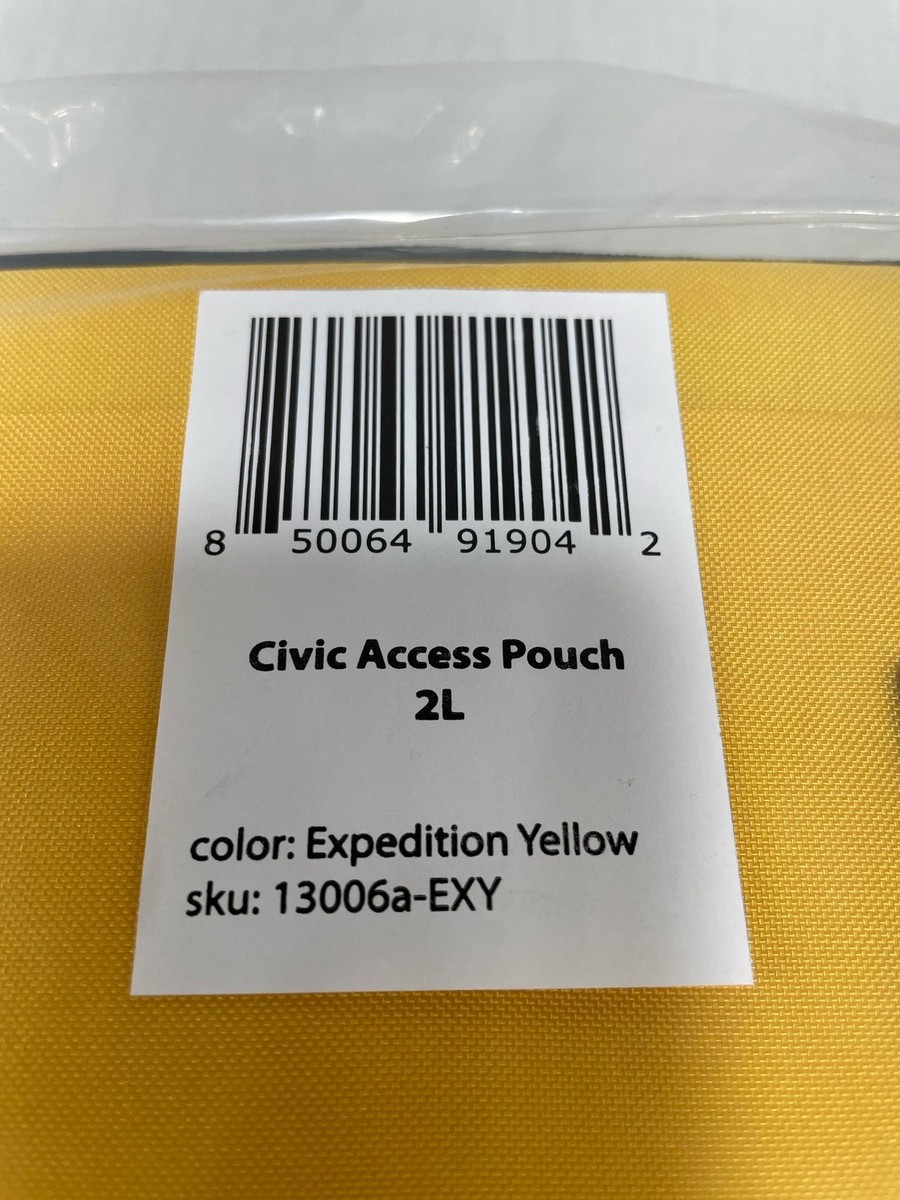 8 50064 91904 2
Civic Access Pouch
2L
color: Expedition Yellow
sku: 13006a-EXY